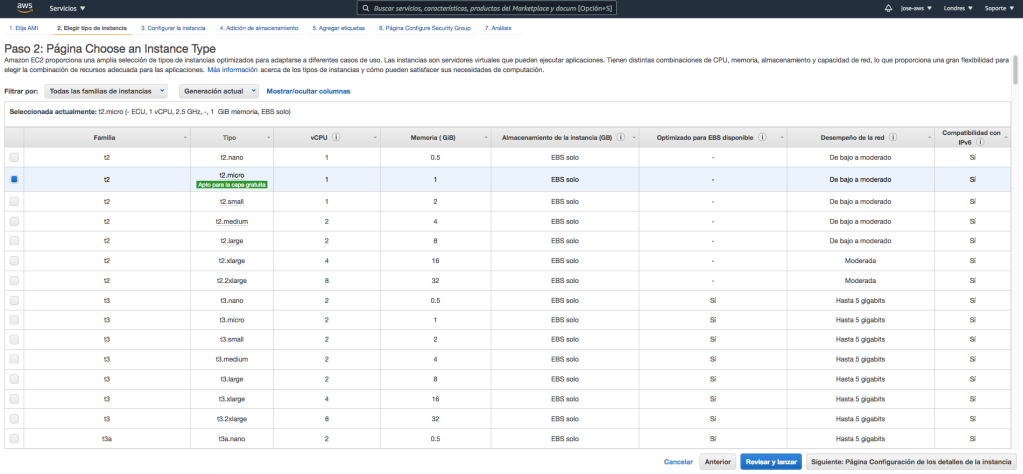 aws
Servicios
Buscar servicios, características, productos del Marketplace y docum [Opción+S]
jose-aws
Londres
Soporte
1. Elija AMI
2. Elegir tipo de instancia
3. Configurar la instancia
4. Adición de almacenamiento
5. Agregar etiquetas
6. Página Configure Security Group
7. Análisis
Paso 2: Página Choose an Instance Type
Amazon EC2 proporciona una amplia selección de tipos de instancias optimizados para adaptarse a diferentes casos de uso. Las instancias son servidores virtuales que pueden ejecutar aplicaciones. Tienen distintas combinaciones de CPU, memoria, almacenamiento y capacidad de red, lo que proporciona una gran flexibilidad para
elegir la combinación de recursos adecuada para las aplicaciones. Más información acerca de los tipos de instancias y cómo pueden satisfacer sus necesidades de computación.
Filtrar por: Todas las familias de instancias Generación actual Mostrar/ocultar columnas
Seleccionada actualmente: t2.micro (- ECU, 1 vCPU, 2.5 GHz, -, 1 GiB memoria, EBS solo)
Familia Tipo vCPU Memoria ( GiB) Almacenamiento de la instancia (GB) Optimizado para EBS disponible Desempeño de la red Compatibilidad con
IPv6
t2 t2.nano 1 0.5 EBS solo - De bajo a moderado Sí
t2 t2.micro 1 1 EBS solo - De bajo a moderado Sí
Apto para la capa gratuita
t2 t2.small 1 2 EBS solo - De bajo a moderado Sí
t2 t2.medium 2 4 EBS solo - De bajo a moderado Sí
t2 t2.large 2 8 EBS solo - De bajo a moderado Sí
t2 t2.xlarge 4 16 EBS solo - Moderada Sí
t2 t2.2xlarge 8 32 EBS solo - Moderada Sí
t3 t3.nano 2 0.5 EBS solo Sí Hasta 5 gigabits Sí
t3 t3.micro 2 1 EBS solo Sí Hasta 5 gigabits Sí
t3 t3.small 2 2 EBS solo Sí Hasta 5 gigabits Sí
t3 t3.medium 2 4 EBS solo Sí Hasta 5 gigabits Sí
t3 t3.large 2 8 EBS solo Sí Hasta 5 gigabits Sí
t3 t3.xlarge 4 16 EBS solo Sí Hasta 5 gigabits Sí
t3 t3.2xlarge 8 32 EBS solo Sí Hasta 5 gigabits Sí
t3a t3a.nano 2 0.5 EBS solo Sí Hasta 5 gigabits Sí
Cancelar Anterior Revisar y lanzar Siguiente: Página Configuración de los detalles de la instancia